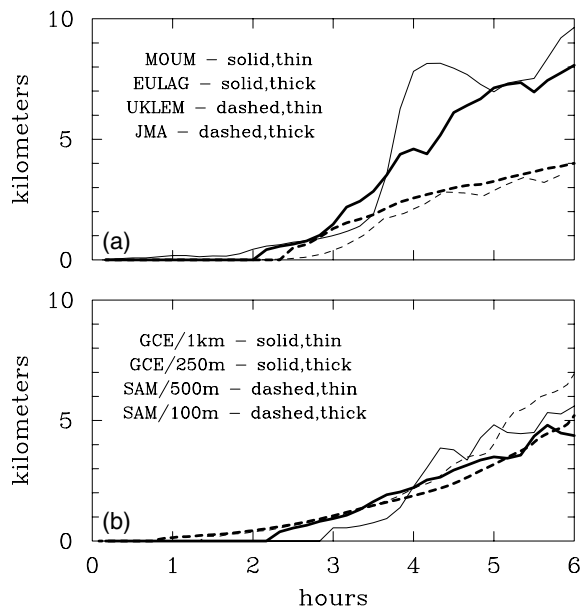 10
MOUM – solid,thin
EULAG – solid,thick
UKLEM – dashed,thin
JMA – dashed,thick
kilometers
5
(a)
0
10
GCE/1km – solid,thin
GCE/250m – solid,thick
SAM/500m – dashed,thin
SAM/100m – dashed,thick
kilometers
5
(b)
0
0 1 2 3 4 5 6
hours